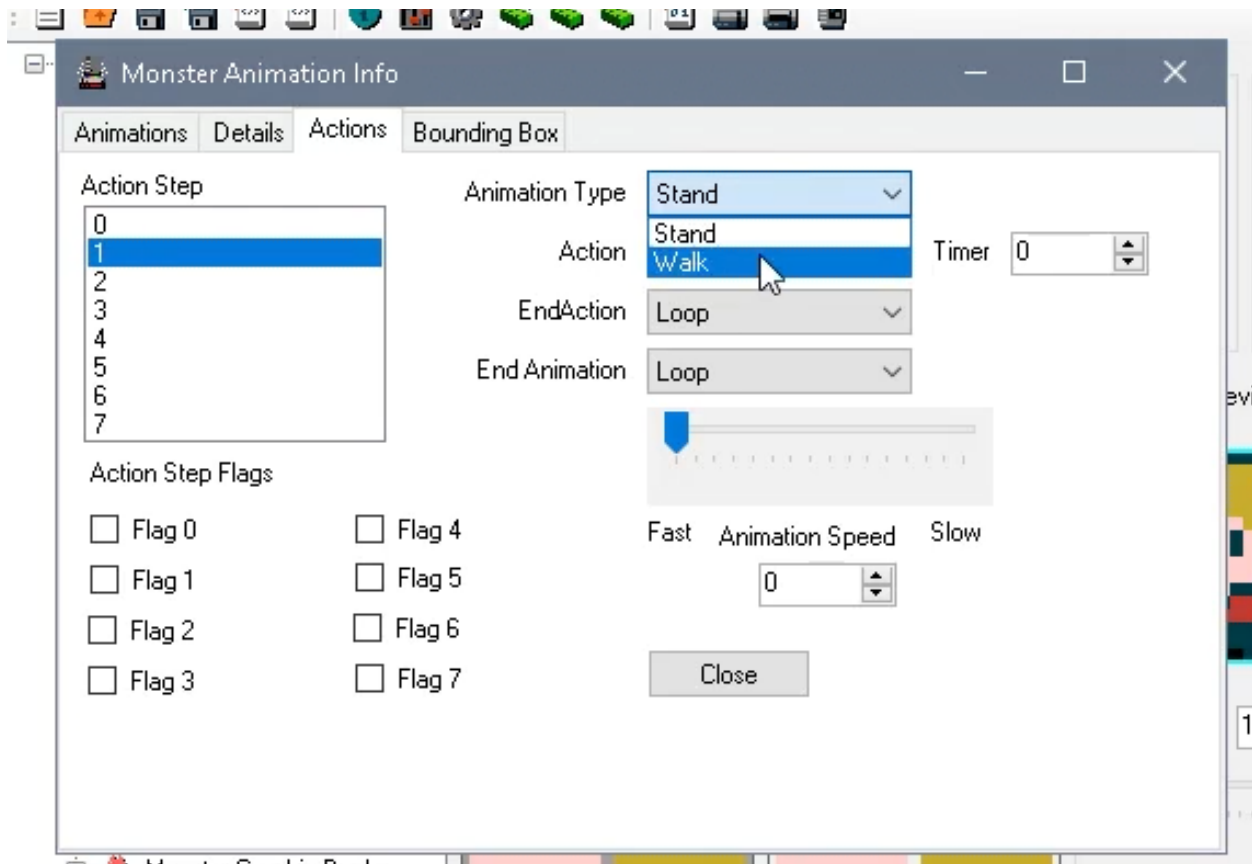 Monster Animation Info
Animations Details Actions Bounding Box
Action Step
Animation Type Stand
0
Stand
1
Action Walk Timer 0
2
3
EndAction Loop
4
5
End Animation Loop
6
7
Action Step Flags
Flag 0 Flag 4
Fast Animation Speed Slow
Flag 1 Flag 5
0
Flag 2 Flag 6
Flag 3 Flag 7
Close
1